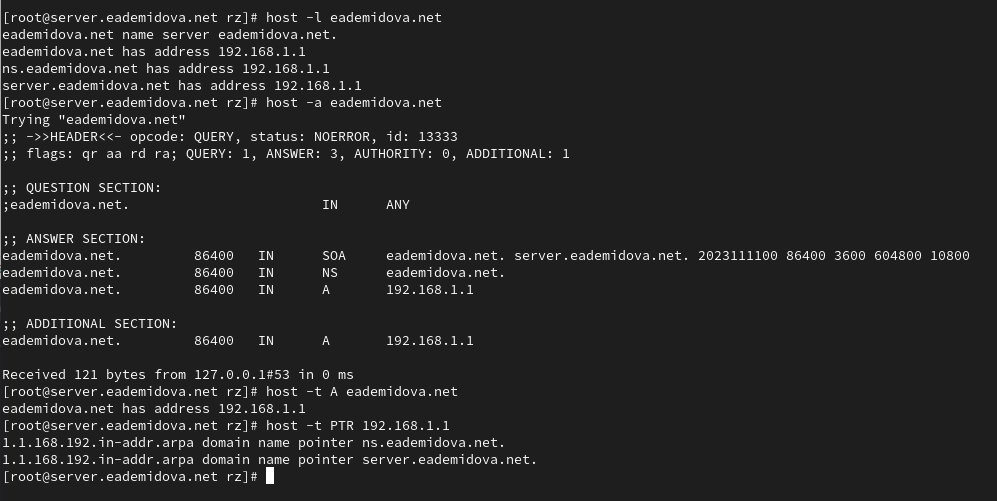 [root@server.eademidova.net rz]# host -l eademidova.net
eademidova.net name server eademidova.net.
eademidova.net has address 192.168.1.1
ns.eademidova.net has address 192.168.1.1
server.eademidova.net has address 192.168.1.1
[root@server.eademidova.net rz]# host -a eademidova.net
Trying "eademidova.net"
;; ->>HEADER<<- opcode: QUERY, status: NOERROR, id: 13333
;; flags: qr aa rd ra; QUERY: 1, ANSWER: 3, AUTHORITY: 0, ADDITIONAL: 1

;; QUESTION SECTION:
;eademidova.net.                        IN      ANY

;; ANSWER SECTION:
eademidova.net.         86400   IN      SOA     eademidova.net. server.eademidova.net. 2023111100 86400 3600 604800 10800
eademidova.net.         86400   IN      NS      eademidova.net.
eademidova.net.         86400   IN      A       192.168.1.1

;; ADDITIONAL SECTION:
eademidova.net.         86400   IN      A       192.168.1.1

Received 121 bytes from 127.0.0.1#53 in 0 ms
[root@server.eademidova.net rz]# host -t A eademidova.net
eademidova.net has address 192.168.1.1
[root@server.eademidova.net rz]# host -t PTR 192.168.1.1
1.1.168.192.in-addr.arpa domain name pointer ns.eademidova.net.
1.1.168.192.in-addr.arpa domain name pointer server.eademidova.net.
[root@server.eademidova.net rz]#